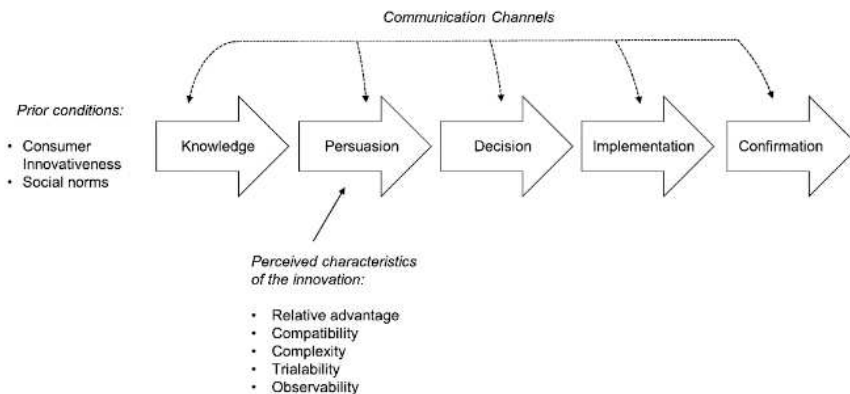 Communication Channels
Prior conditions:
• Consumer
Innovativeness
• Social norms
Knowledge
Persuasion
Decision
Implementation
Confirmation
Perceived characteristics
of the innovation:
• Relative advantage
• Compatibility
• Complexity
• Trialability
• Observability